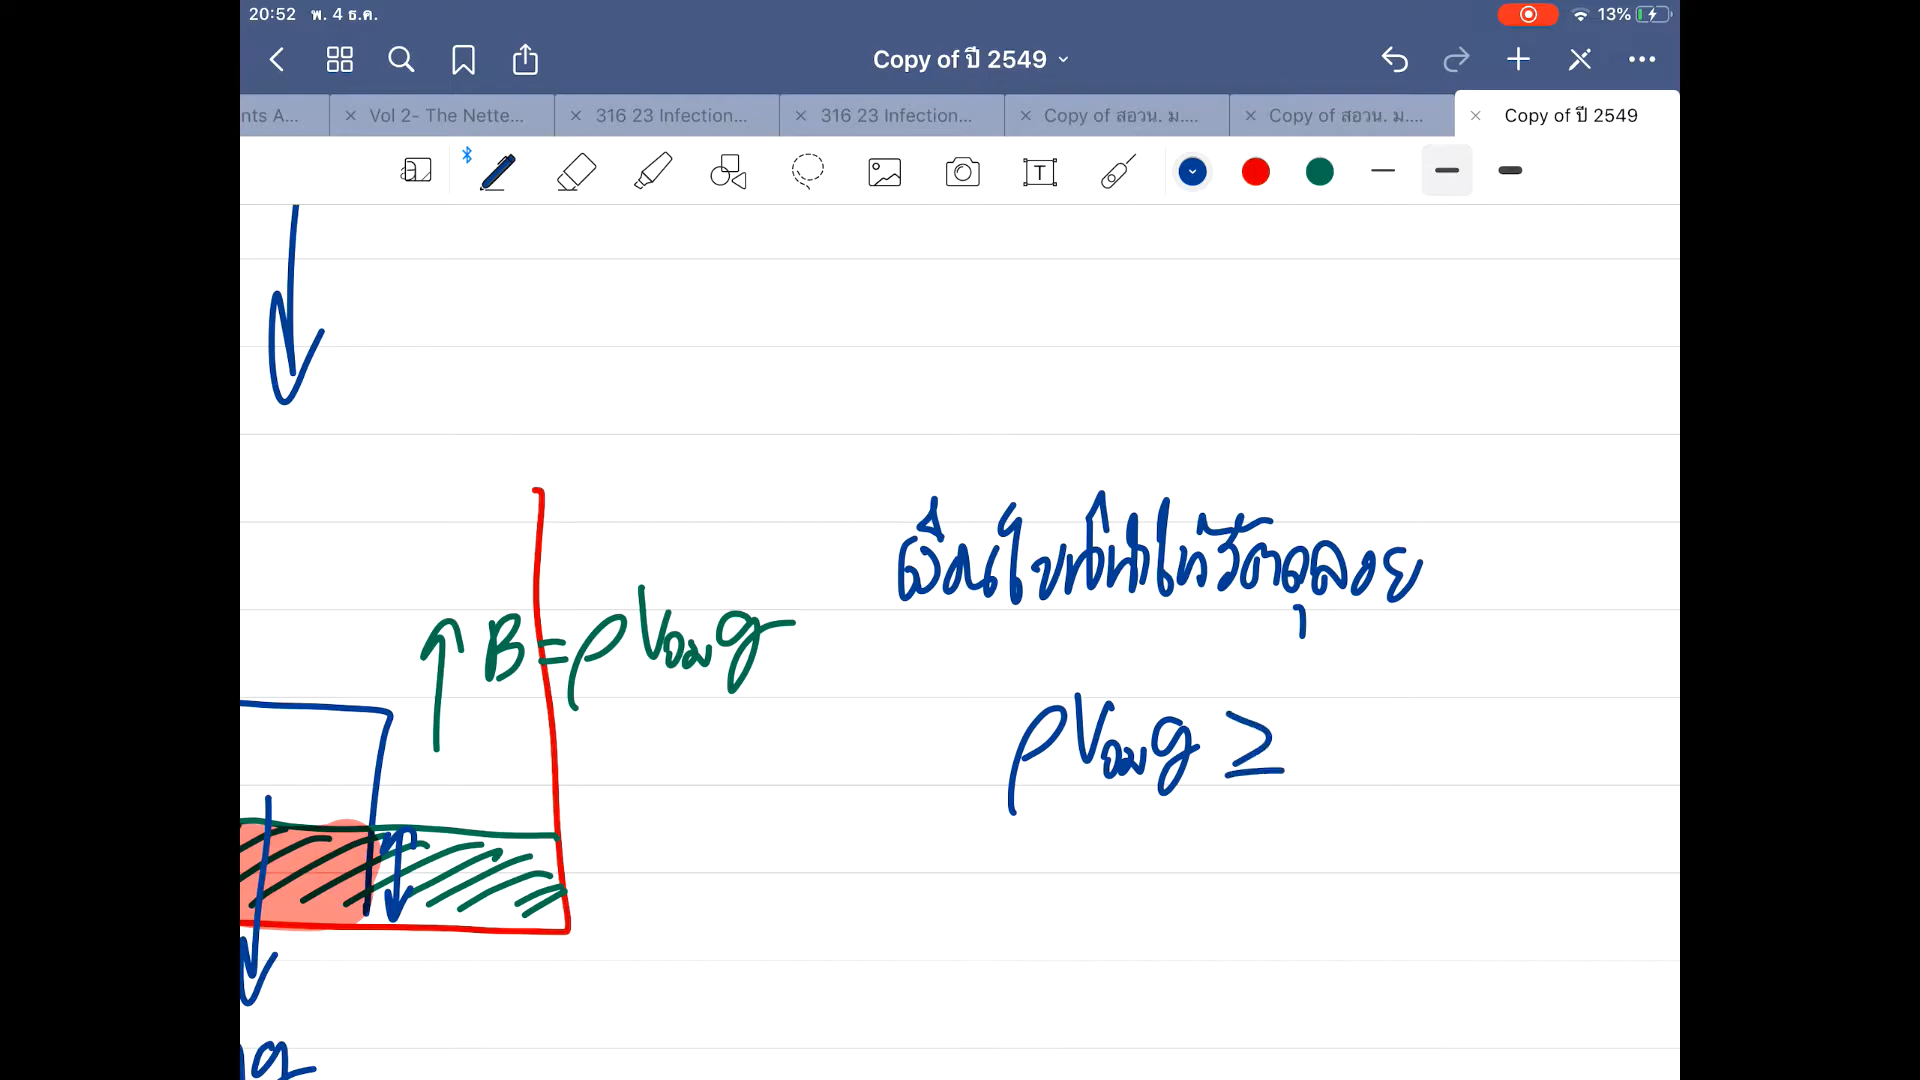 20:52 พ. 4 ธ.ค.
13%
Copy of ปี 2549
nts A...
Vol 2- The Nette...
316 23 Infection...
316 23 Infection...
Copy of สอวน. ม....
Copy of สอวน. ม....
Copy of ปี 2549
T
เงื่อนไขที่ทำให้วัตถุลอย
B = ρVจมg
ρVจมg ≥